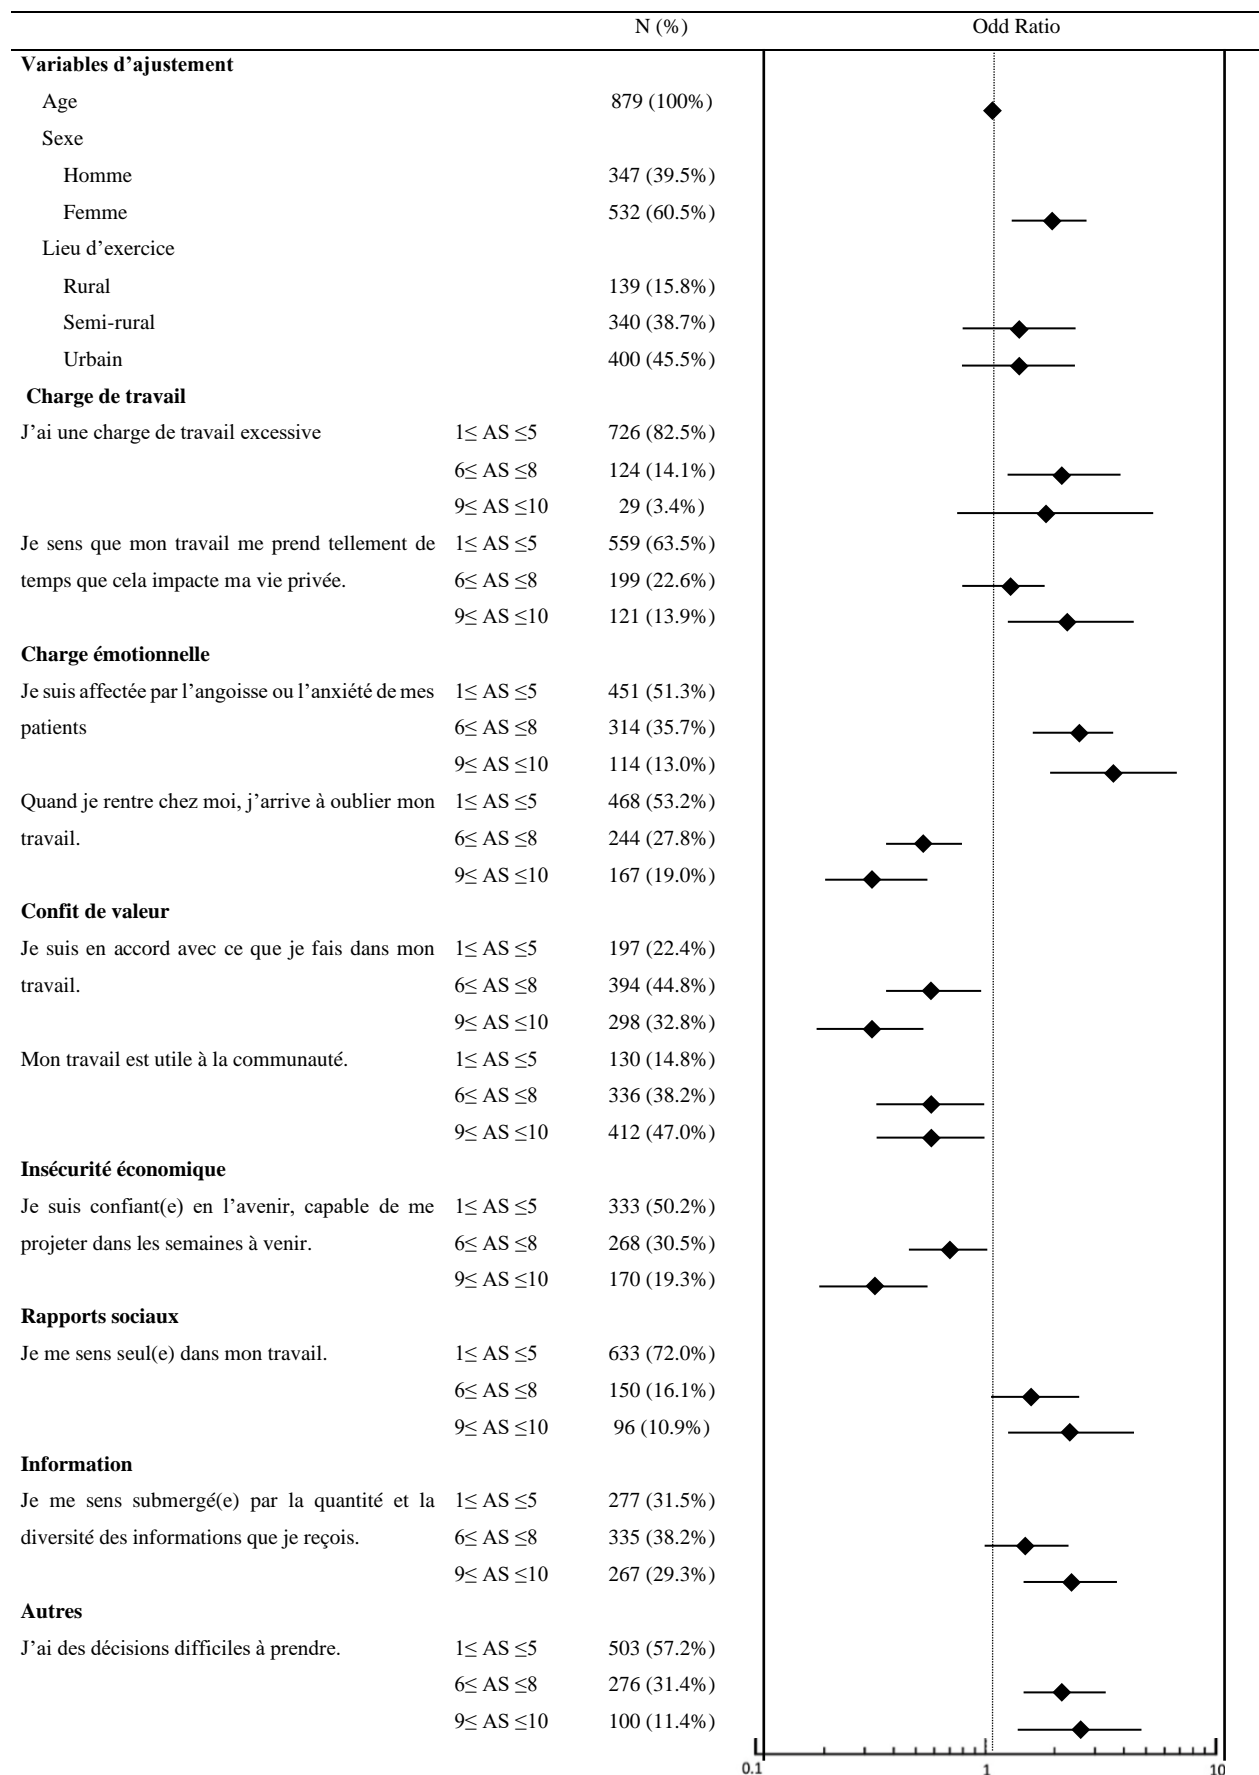 N (%) Odd Ratio
Variables d’ajustement
Age 879 (100%)
Sexe
Homme 347 (39.5%)
Femme 532 (60.5%)
Lieu d’exercice
Rural 139 (15.8%)
Semi-rural 340 (38.7%)
Urbain 400 (45.5%)
Charge de travail
J’ai une charge de travail excessive 1≤ AS ≤5 726 (82.5%)
6≤ AS ≤8 124 (14.1%)
9≤ AS ≤10 29 (3.4%)
Je sens que mon travail me prend tellement de 1≤ AS ≤5 559 (63.5%)
temps que cela impacte ma vie privée. 6≤ AS ≤8 199 (22.6%)
9≤ AS ≤10 121 (13.9%)
Charge émotionnelle
Je suis affectée par l’angoisse ou l’anxiété de mes 1≤ AS ≤5 451 (51.3%)
patients 6≤ AS ≤8 314 (35.7%)
9≤ AS ≤10 114 (13.0%)
Quand je rentre chez moi, j’arrive à oublier mon 1≤ AS ≤5 468 (53.2%)
travail. 6≤ AS ≤8 244 (27.8%)
9≤ AS ≤10 167 (19.0%)
Confit de valeur
Je suis en accord avec ce que je fais dans mon 1≤ AS ≤5 197 (22.4%)
travail. 6≤ AS ≤8 394 (44.8%)
9≤ AS ≤10 298 (32.8%)
Mon travail est utile à la communauté. 1≤ AS ≤5 130 (14.8%)
6≤ AS ≤8 336 (38.2%)
9≤ AS ≤10 412 (47.0%)
Insécurité économique
Je suis confiant(e) en l’avenir, capable de me 1≤ AS ≤5 333 (50.2%)
projeter dans les semaines à venir. 6≤ AS ≤8 268 (30.5%)
9≤ AS ≤10 170 (19.3%)
Rapports sociaux
Je me sens seul(e) dans mon travail. 1≤ AS ≤5 633 (72.0%)
6≤ AS ≤8 150 (16.1%)
9≤ AS ≤10 96 (10.9%)
Information
Je me sens submergé(e) par la quantité et la 1≤ AS ≤5 277 (31.5%)
diversité des informations que je reçois. 6≤ AS ≤8 335 (38.2%)
9≤ AS ≤10 267 (29.3%)
Autres
J’ai des décisions difficiles à prendre. 1≤ AS ≤5 503 (57.2%)
6≤ AS ≤8 276 (31.4%)
9≤ AS ≤10 100 (11.4%)
0.1 1 10